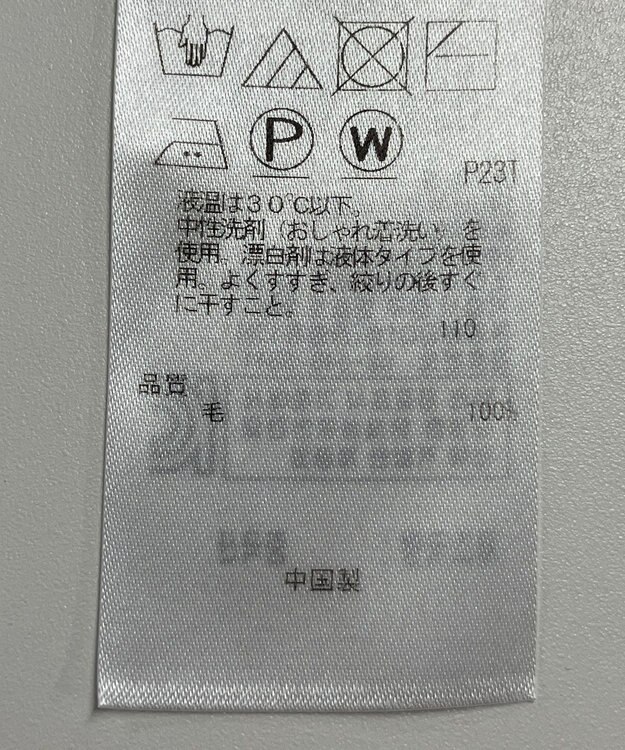 P W
P23T
液温は30℃以下。
中性洗剤(おしゃれ着洗い)を
使用。漂白剤は液体タイプを使
用。よくすすぎ、絞りの後すぐ
に干すこと。
110
品質
毛 100%
中国製